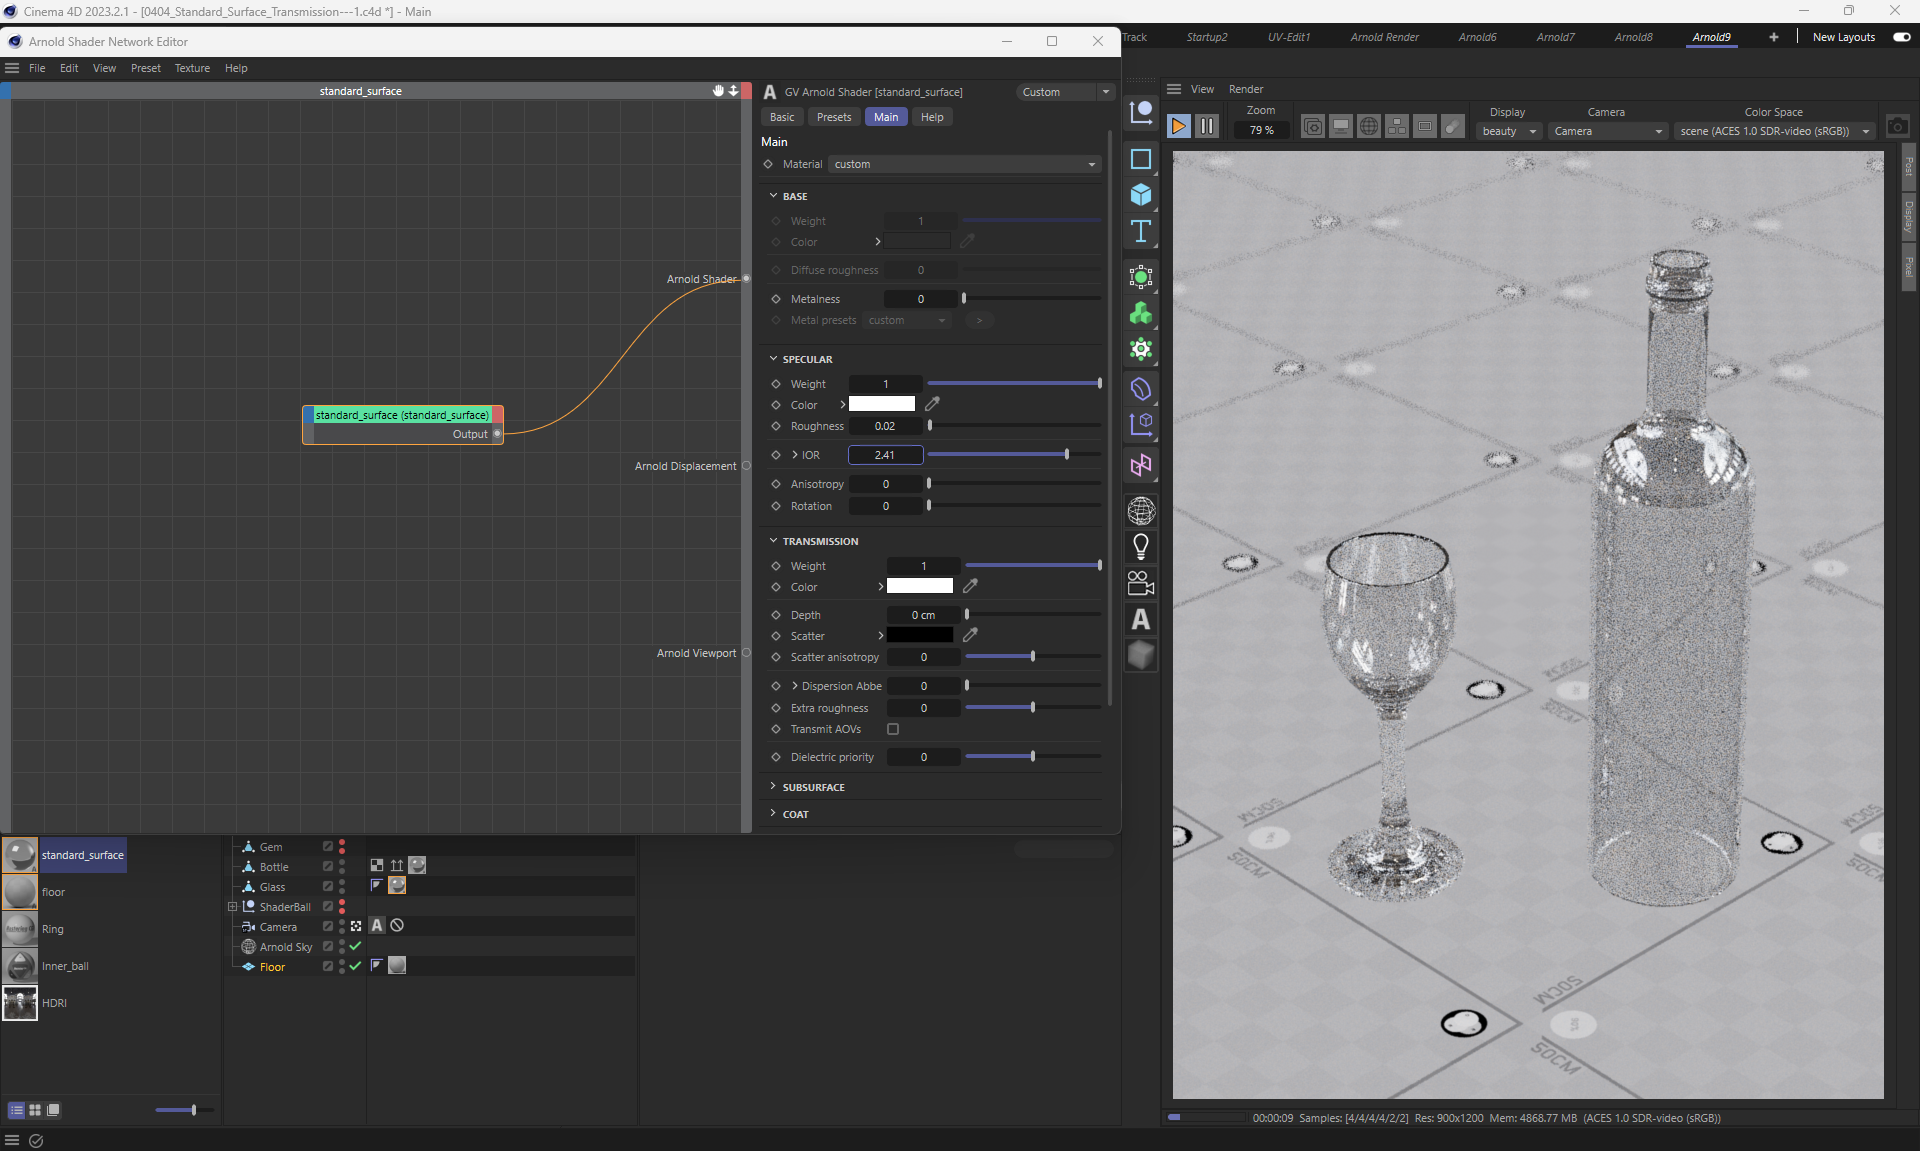 Cinema 4D 2023.2.1 - [0404_Standard_Surface_Transmission---1.c4d *] - Main
Arnold Shader Network Editor
Track
Startup2
UV-Edit1
Arnold Render
Arnold6
Arnold7
Arnold8
Arnold9
+
New Layouts
File
Edit
View
Preset
Texture
Help
standard_surface
Arnold Shader
standard_surface (standard_surface)
Output
Arnold Displacement
Arnold Viewport
A
GV Arnold Shader [standard_surface]
Custom
Basic
Presets
Main
Help
Main
Material
custom
BASE
Weight
1
Color
Diffuse roughness
0
Metalness
0
Metal presets
custom
>
SPECULAR
Weight
1
Color
Roughness
0.02
IOR
2.41
Anisotropy
0
Rotation
0
TRANSMISSION
Weight
1
Color
Depth
0 cm
Scatter
Scatter anisotropy
0
Dispersion Abbe
0
Extra roughness
0
Transmit AOVs
Dielectric priority
0
SUBSURFACE
COAT
T
A
View
Render
Zoom
79 %
Display
beauty
Camera
Camera
Color Space
scene (ACES 1.0 SDR-video (sRGB))
Post
Display
Pixel
50CM
50CM
50CM
50CM
00:00:09 Samples: [4/4/4/4/2/2] Res: 900x1200 Mem: 4868.77 MB (ACES 1.0 SDR-video (sRGB))
standard_surface
floor
Ring
Inner_ball
HDRI
Gem
Bottle
Glass
ShaderBall
Camera
A
Arnold Sky
Floor